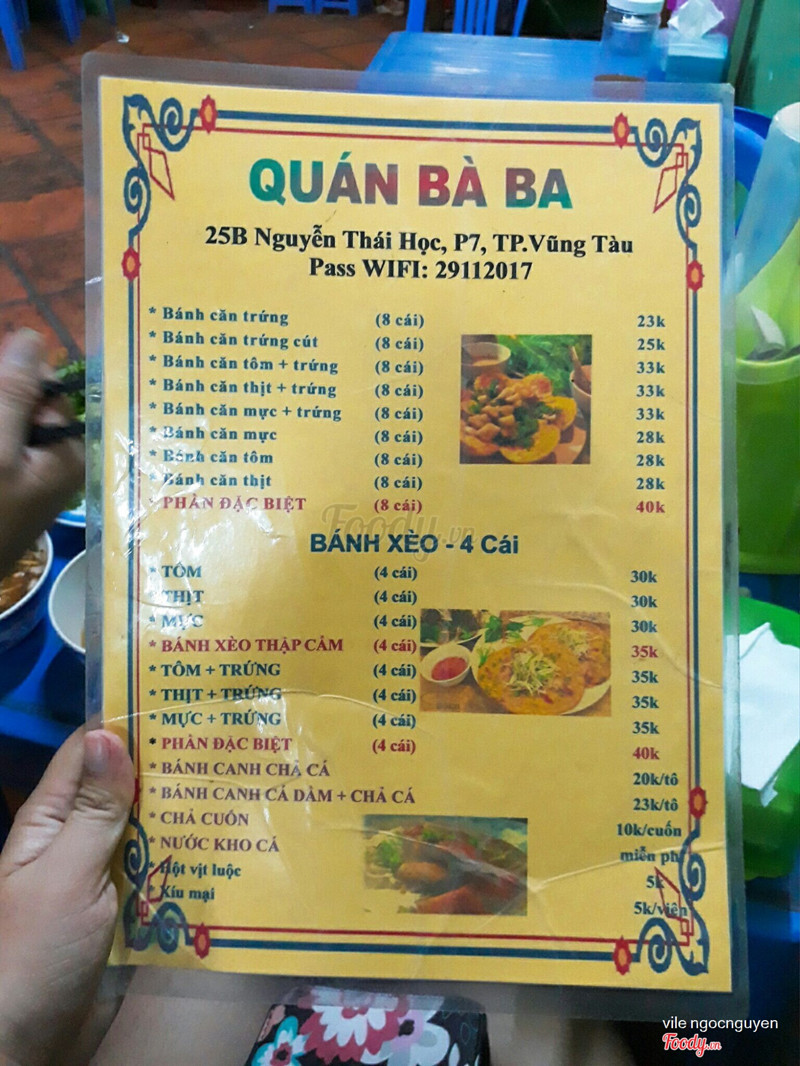 QUÁN BÀ BA
25B Nguyễn Thái Học, P7, TP.Vũng Tàu
Pass WIFI: 29112017
* Bánh căn trứng (8 cái) 23k
* Bánh căn trứng cút (8 cái) 25k
* Bánh căn tôm + trứng (8 cái) 33k
* Bánh căn thịt + trứng (8 cái) 33k
* Bánh căn mực + trứng (8 cái) 33k
* Bánh căn mực (8 cái) 28k
* Bánh căn tôm (8 cái) 28k
* Bánh căn thịt (8 cái) 28k
* PHẦN ĐẶC BIỆT (8 cái) 40k
Foody.vn
BÁNH XÈO - 4 Cái
* TÔM (4 cái) 30k
* THỊT (4 cái) 30k
* MỰC (4 cái) 30k
* BÁNH XÈO THẬP CẢM (4 cái) 35k
* TÔM + TRỨNG (4 cái) 35k
* THỊT + TRỨNG (4 cái) 35k
* MỰC + TRỨNG (4 cái) 35k
* PHẦN ĐẶC BIỆT (4 cái) 40k
* BÁNH CANH CHẢ CÁ 20k/tô
* BÁNH CANH CÁ DẦM + CHẢ CÁ 23k/tô
* CHẢ CUỐN 10k/cuốn
* NƯỚC KHO CÁ miễn phí
* Hột vịt luộc 5k
* Xíu mại 5k/viên
vile ngocnguyen
Foody.vn